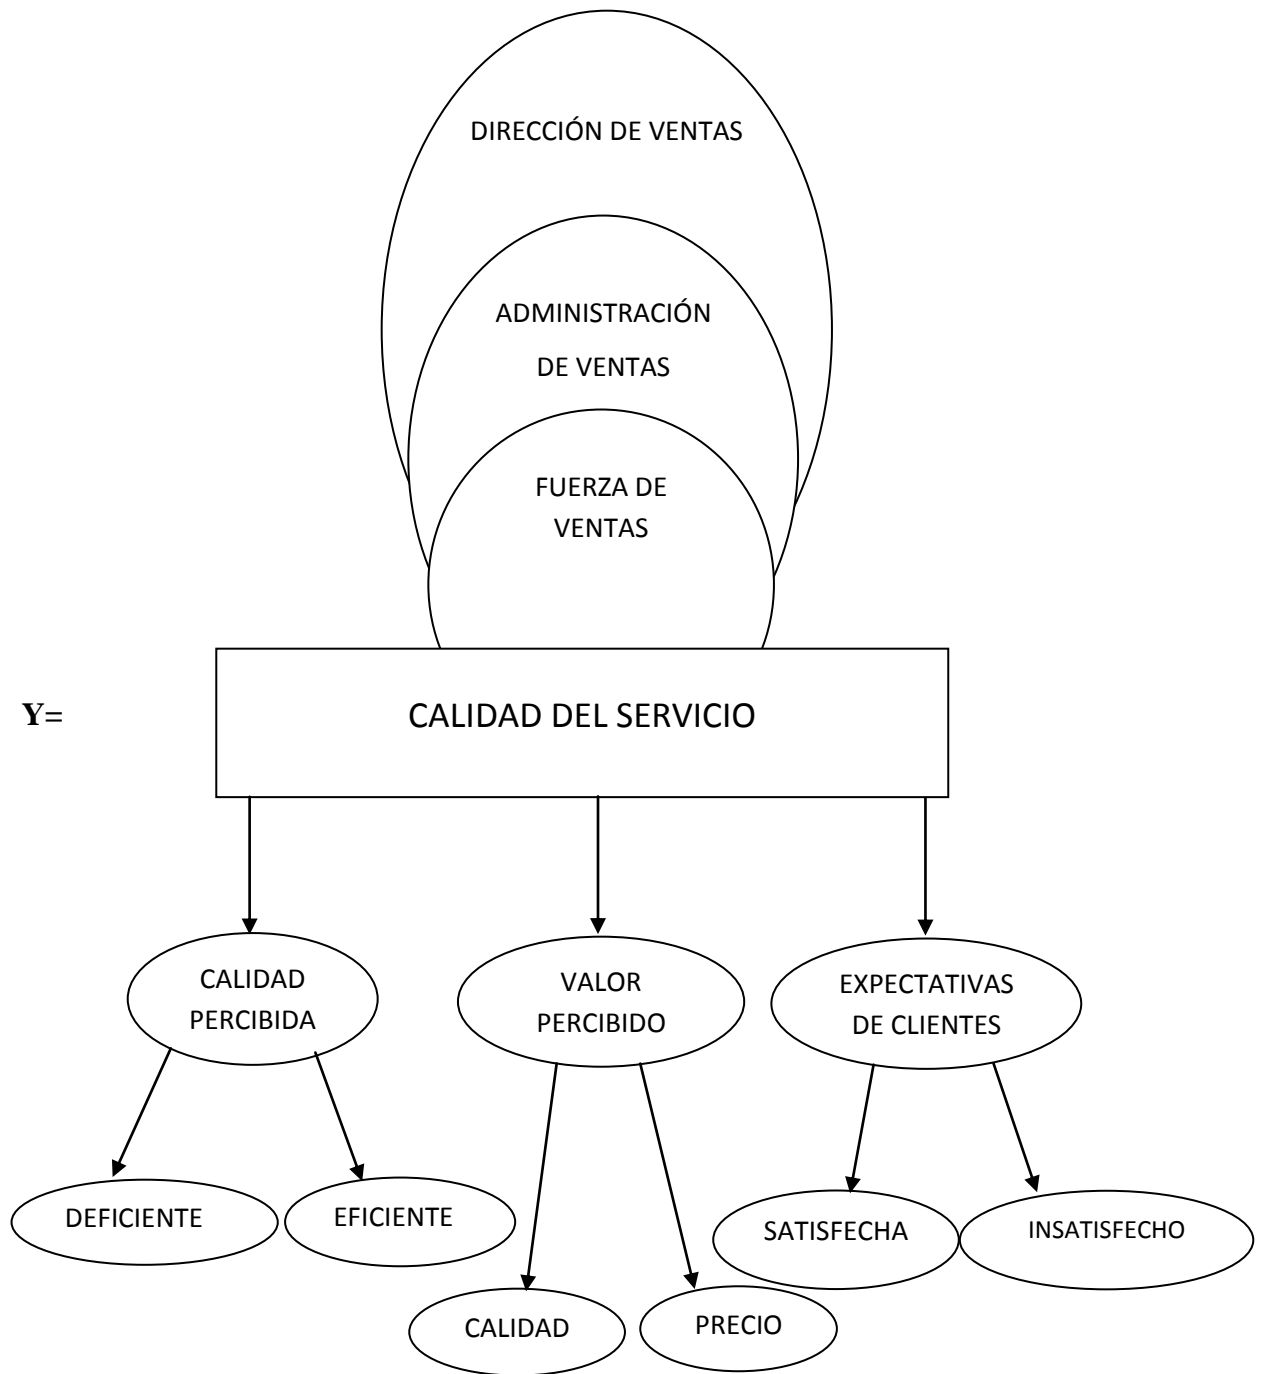 DIRECCIÓN DE VENTAS
ADMINISTRACIÓN
DE VENTAS
FUERZA DE
VENTAS
Y=
CALIDAD DEL SERVICIO
CALIDAD
PERCIBIDA
VALOR
PERCIBIDO
EXPECTATIVAS
DE CLIENTES
DEFICIENTE
EFICIENTE
SATISFECHA
INSATISFECHO
CALIDAD
PRECIO